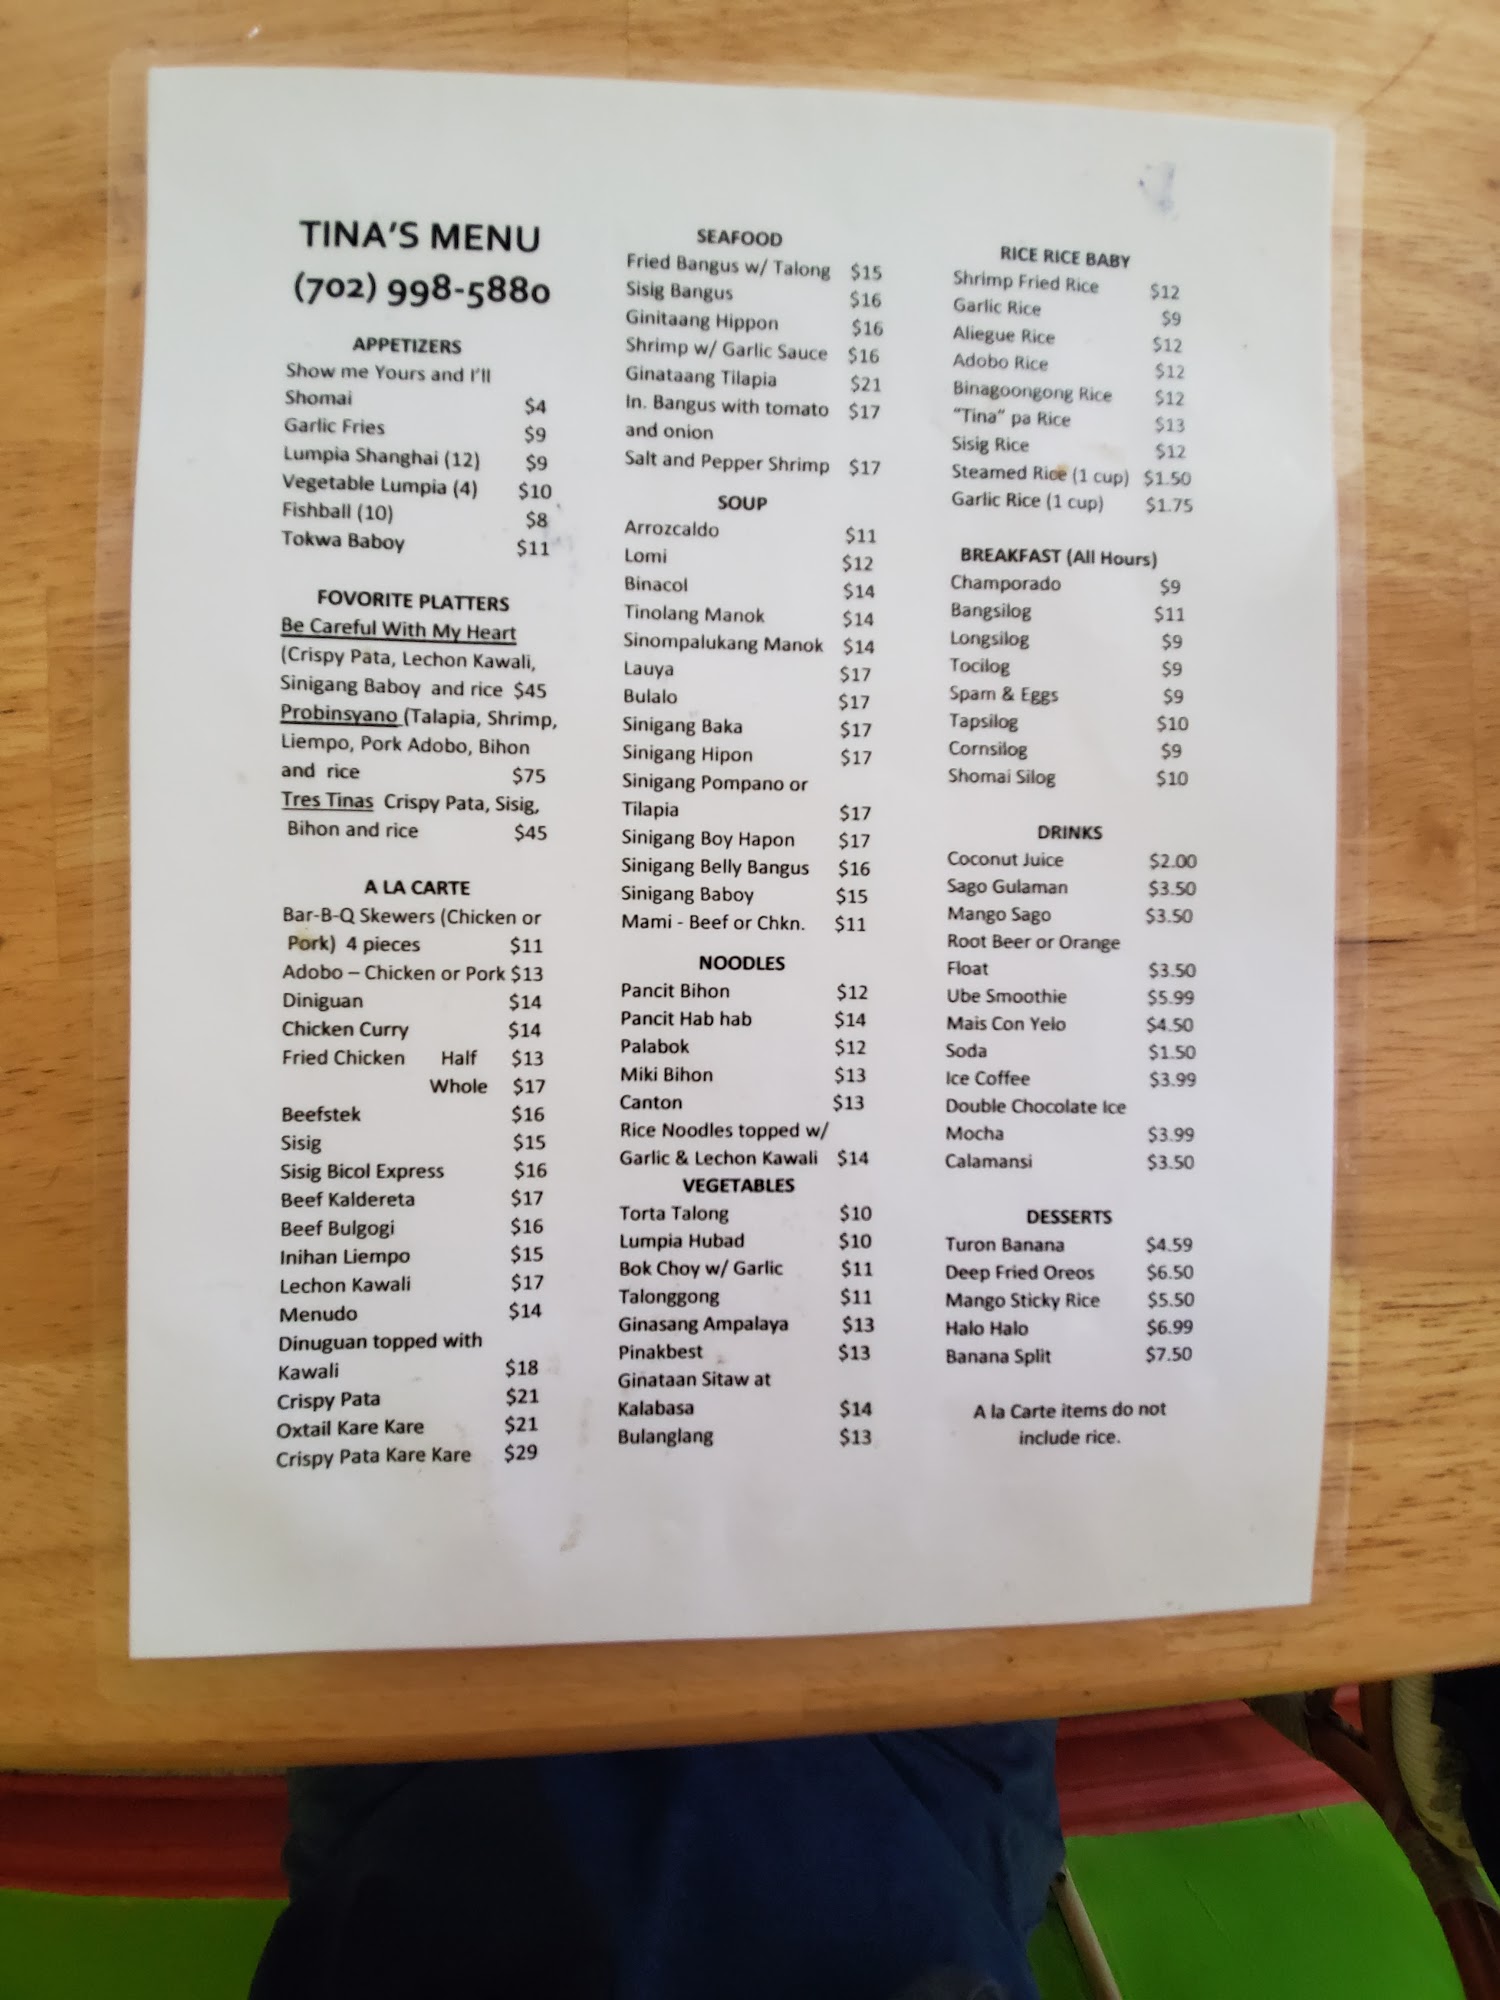 TINA'S MENU
(702) 998-5880
APPETIZERS
Show me Yours and I'll
Shomai $4
Garlic Fries $9
Lumpia Shanghai (12) $9
Vegetable Lumpia (4) $10
Fishball (10) $8
Tokwa Baboy $11
FOVORITE PLATTERS
Be Careful With My Heart
(Crispy Pata, Lechon Kawali,
Sinigang Baboy and rice $45
Probinsyano (Talapia, Shrimp,
Liempo, Pork Adobo, Bihon
and rice $75
Tres Tinas Crispy Pata, Sisig,
Bihon and rice $45
A LA CARTE
Bar-B-Q Skewers (Chicken or
Pork) 4 pieces $11
Adobo – Chicken or Pork $13
Diniguan $14
Chicken Curry $14
Fried Chicken Half $13
Whole $17
Beefstek $16
Sisig $15
Sisig Bicol Express $16
Beef Kaldereta $17
Beef Bulgogi $16
Inihan Liempo $15
Lechon Kawali $17
Menudo $14
Dinuguan topped with
Kawali $18
Crispy Pata $21
Oxtail Kare Kare $21
Crispy Pata Kare Kare $29
SEAFOOD
Fried Bangus w/ Talong $15
Sisig Bangus $16
Ginitaang Hippon $16
Shrimp w/ Garlic Sauce $16
Ginataang Tilapia $21
In. Bangus with tomato $17
and onion
Salt and Pepper Shrimp $17
SOUP
Arrozcaldo $11
Lomi $12
Binacol $14
Tinolang Manok $14
Sinompalukang Manok $14
Lauya $17
Bulalo $17
Sinigang Baka $17
Sinigang Hipon $17
Sinigang Pompano or
Tilapia $17
Sinigang Boy Hapon $17
Sinigang Belly Bangus $16
Sinigang Baboy $15
Mami - Beef or Chkn. $11
NOODLES
Pancit Bihon $12
Pancit Hab hab $14
Palabok $12
Miki Bihon $13
Canton $13
Rice Noodles topped w/
Garlic & Lechon Kawali $14
VEGETABLES
Torta Talong $10
Lumpia Hubad $10
Bok Choy w/ Garlic $11
Talonggong $11
Ginasang Ampalaya $13
Pinakbest $13
Ginataan Sitaw at
Kalabasa $14
Bulanglang $13
RICE RICE BABY
Shrimp Fried Rice $12
Garlic Rice $9
Aliegue Rice $12
Adobo Rice $12
Binagoongong Rice $12
"Tina" pa Rice $13
Sisig Rice $12
Steamed Rice (1 cup) $1.50
Garlic Rice (1 cup) $1.75
BREAKFAST (All Hours)
Champorado $9
Bangsilog $11
Longsilog $9
Tocilog $9
Spam & Eggs $9
Tapsilog $10
Cornsilog $9
Shomai Silog $10
DRINKS
Coconut Juice $2.00
Sago Gulaman $3.50
Mango Sago $3.50
Root Beer or Orange
Float $3.50
Ube Smoothie $5.99
Mais Con Yelo $4.50
Soda $1.50
Ice Coffee $3.99
Double Chocolate Ice
Mocha $3.99
Calamansi $3.50
DESSERTS
Turon Banana $4.59
Deep Fried Oreos $6.50
Mango Sticky Rice $5.50
Halo Halo $6.99
Banana Split $7.50
A la Carte items do not
include rice.